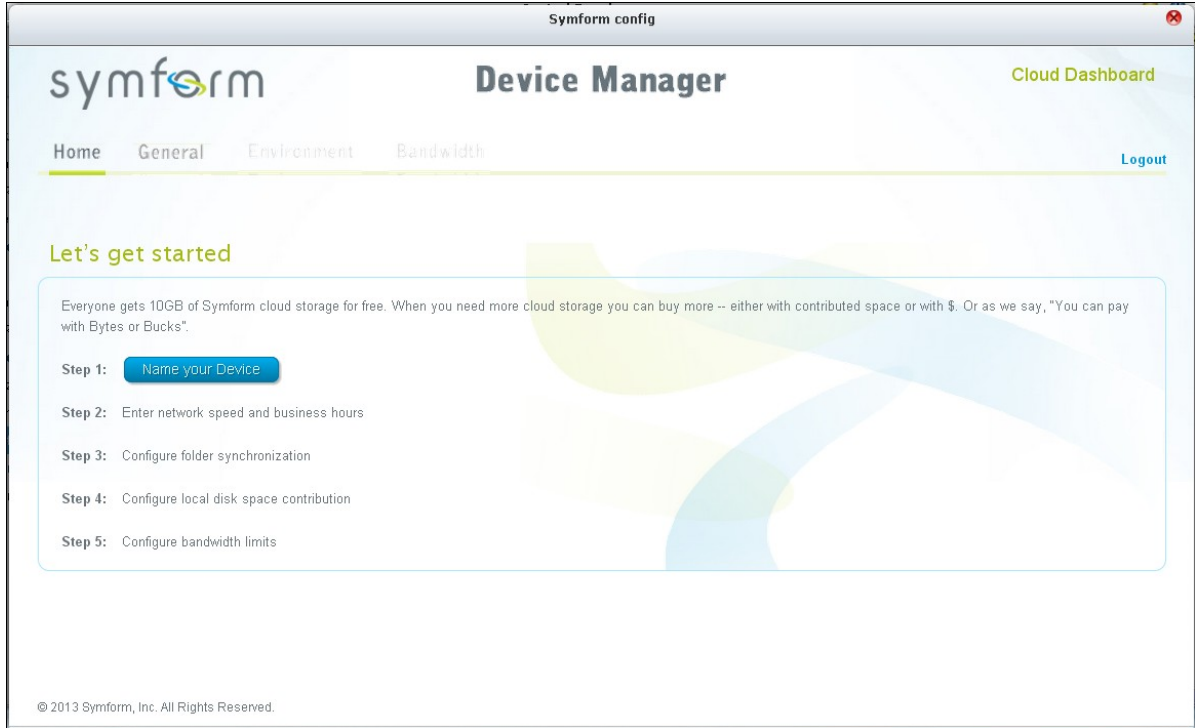 Symform config
symform
Device Manager
Cloud Dashboard
Home General Environment Bandwidth
Logout
Let's get started
Everyone gets 10GB of Symform cloud storage for free. When you need more cloud storage you can buy more -- either with contributed space or with $. Or as we say, "You can pay
with Bytes or Bucks".
Step 1: Name your Device
Step 2: Enter network speed and business hours
Step 3: Configure folder synchronization
Step 4: Configure local disk space contribution
Step 5: Configure bandwidth limits
© 2013 Symform, Inc. All Rights Reserved.